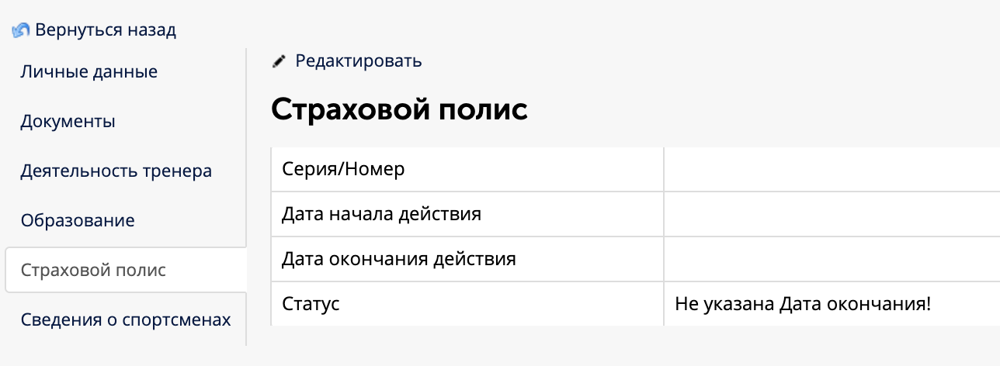 Вернуться назад
Личные данные
Документы
Деятельность тренера
Образование
Страховой полис
Сведения о спортсменах
Редактировать
Страховой полис
Серия/Номер
Дата начала действия
Дата окончания действия
Статус Не указана Дата окончания!